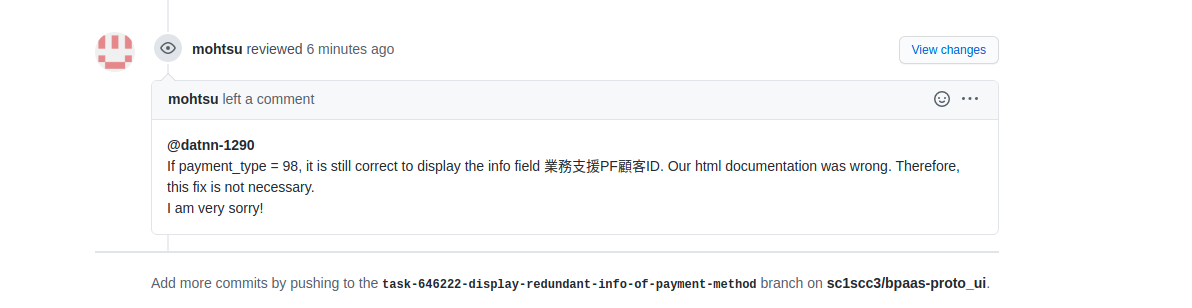 mohtsu reviewed 6 minutes ago
View changes
mohtsu left a comment
@datnn-1290
If payment_type = 98, it is still correct to display the info field 業務支援PF顧客ID. Our html documentation was wrong. Therefore,
this fix is not necessary.
I am very sorry!
Add more commits by pushing to the task-646222-display-redundant-info-of-payment-method branch on sc1scc3/bpaas-proto_ui.